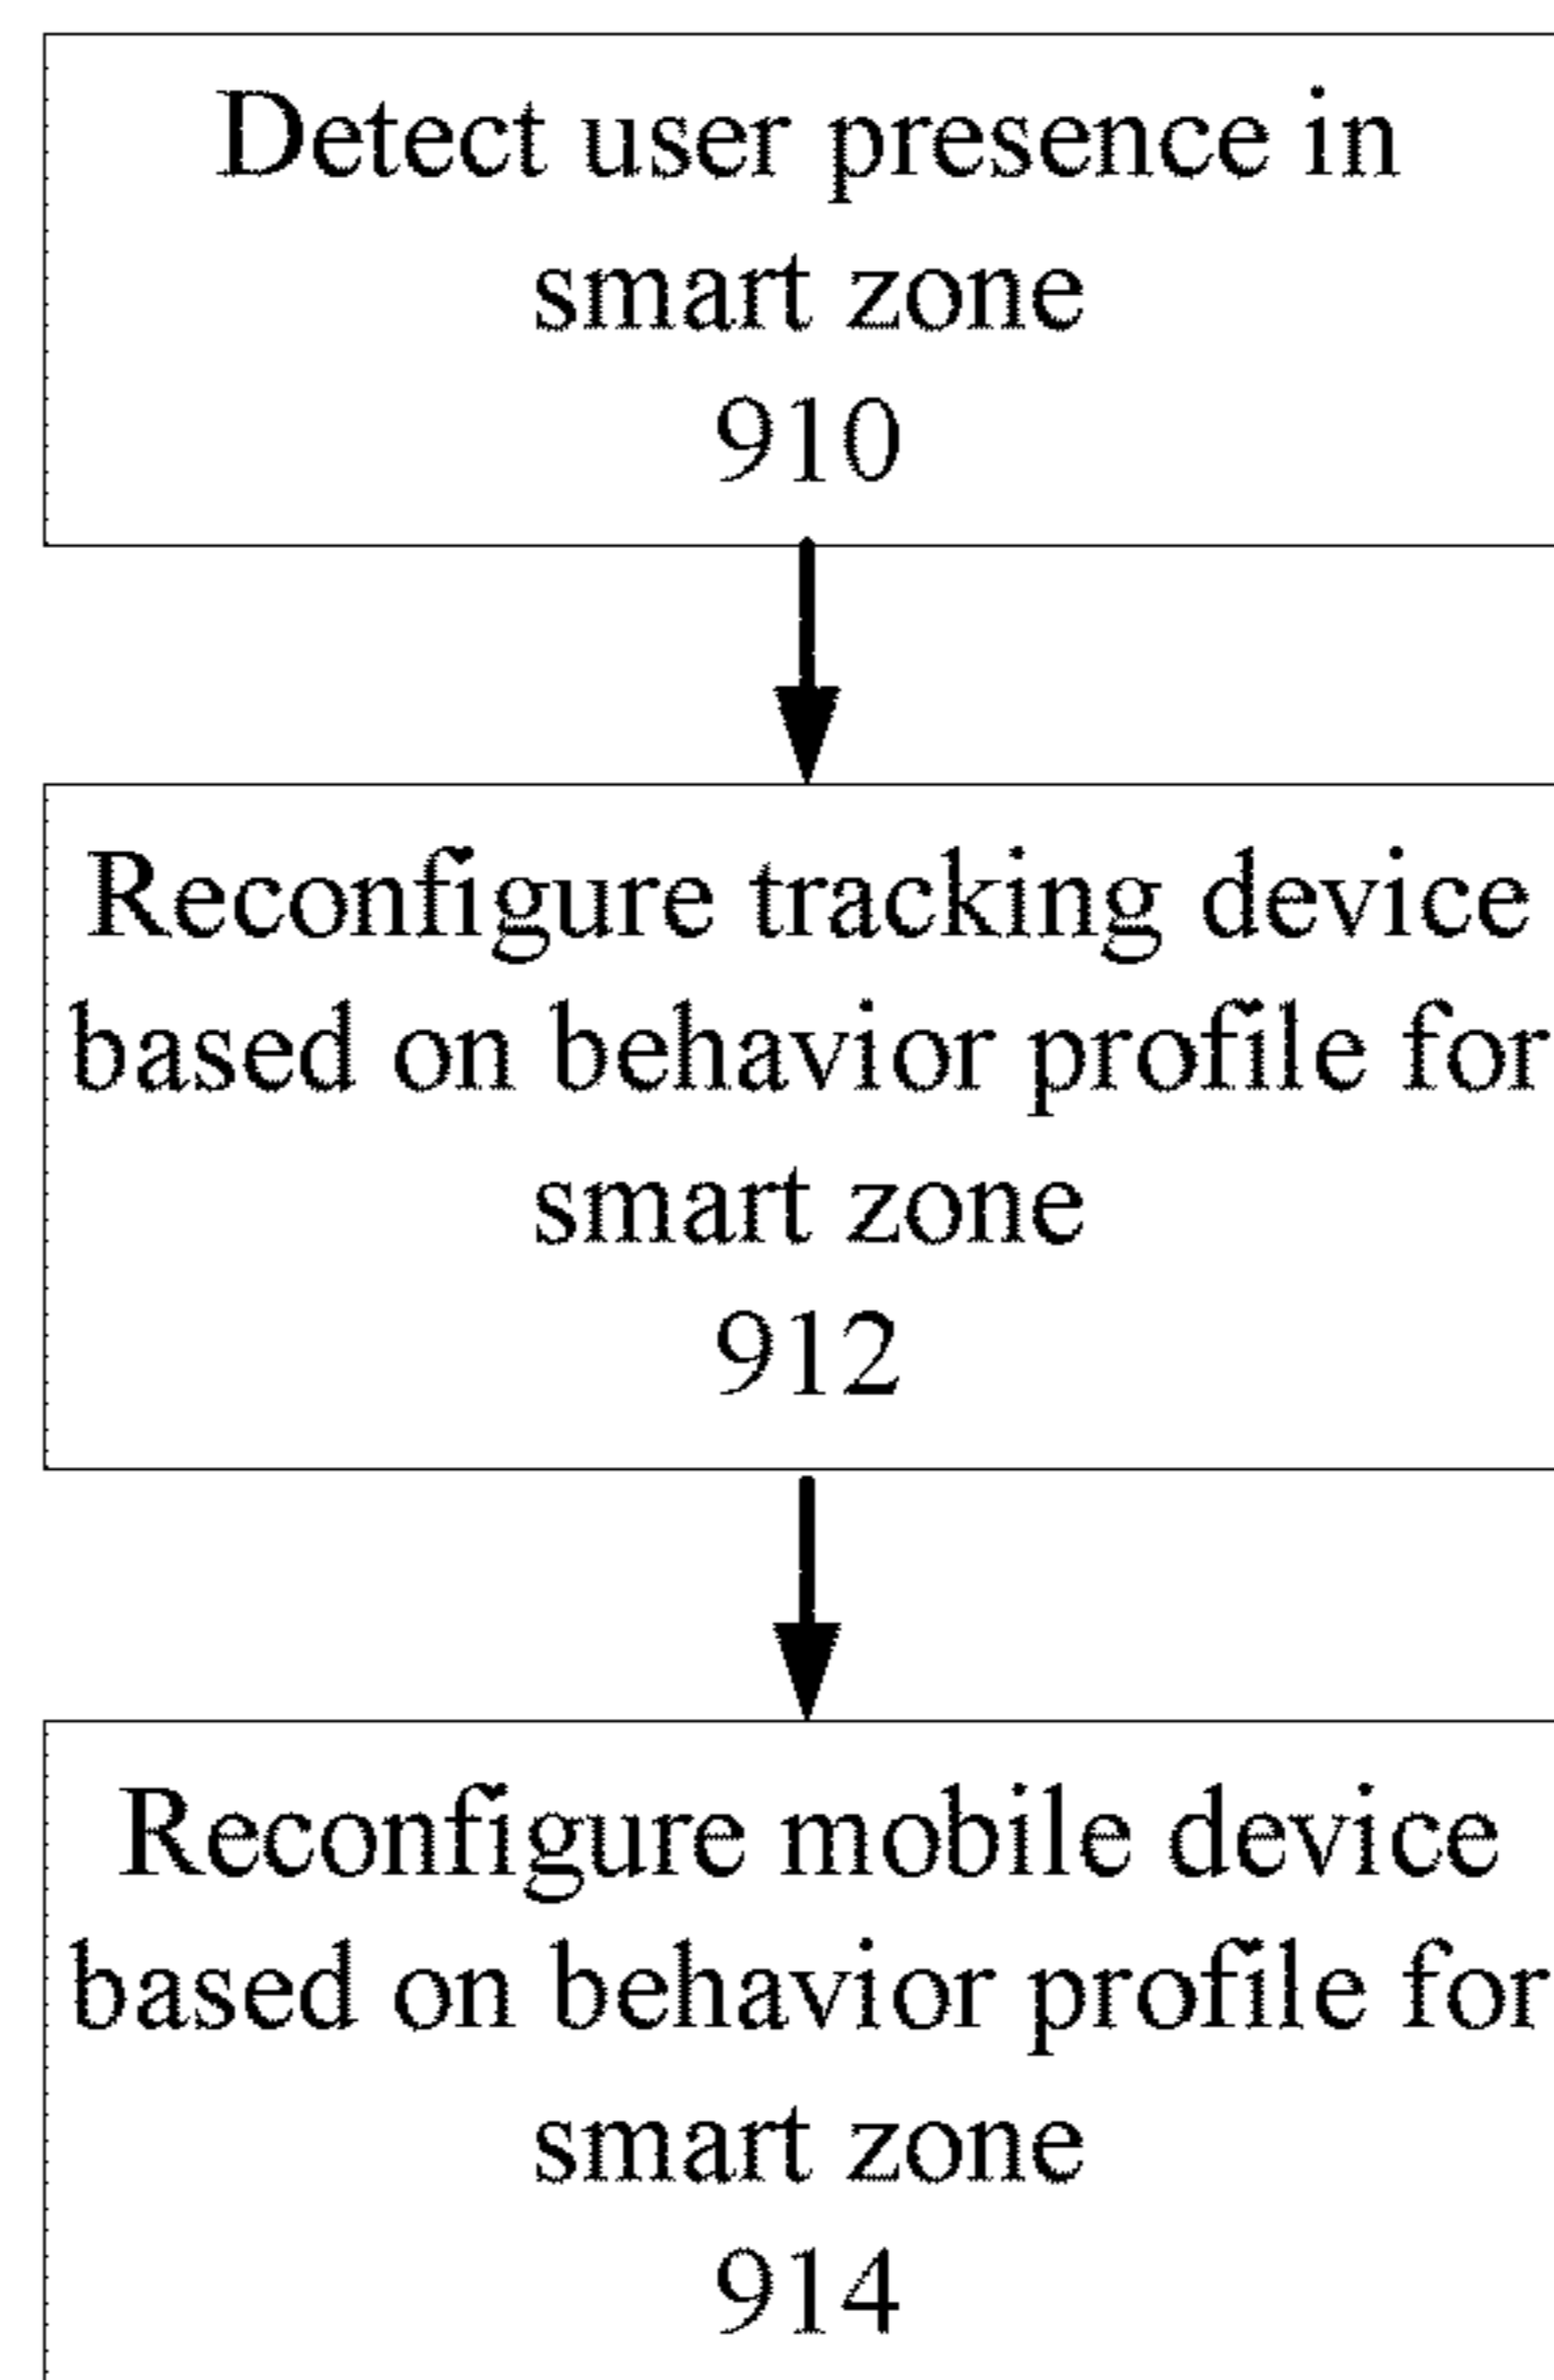 Detect user presence in
smart zone
910
Reconfigure tracking device
based on behavior profile for
smart zone
912
Reconfigure mobile device
based on behavior profile for
smart zone
914